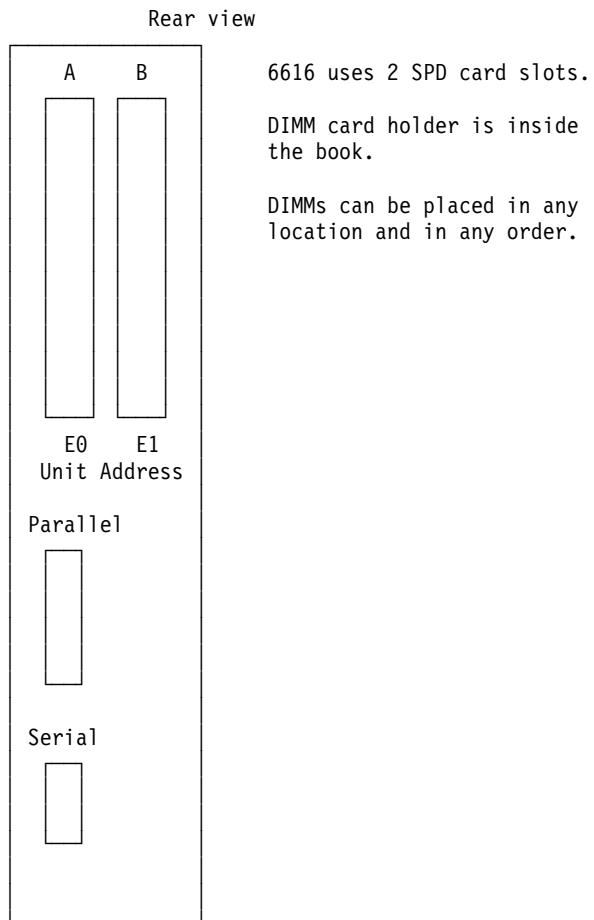 Rear view
A B
6616 uses 2 SPD card slots.
DIMM card holder is inside
the book.
DIMMs can be placed in any
location and in any order.
E0 E1
Unit Address
Parallel
Serial